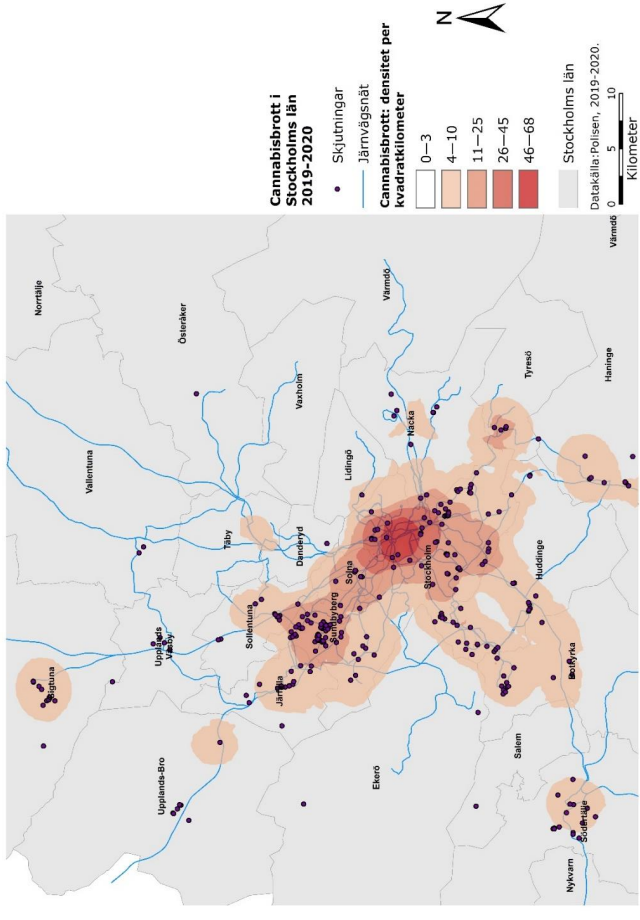 Cannabisbrott i
Stockholms län
2019-2020
Skjutningar
Järnvägsnät
Cannabisbrott: densitet per
kvadratkilometer
0–3
4–10
11–25
26–45
46–68
Stockholms län
Datakälla:Polisen, 2019-2020.
0 5 10
Kilometer
N
Norrtälje
Österåker
Vallentuna
Vaxholm
Värmdö
Värmdö
Täby
Danderyd
Lidingö
Nacka
Tyresö
Haninge
Sigtuna
Upplands
Väsby
Sollentuna
Upplands-Bro
Järfälla
Sundbyberg
Solna
Stockholm
Huddinge
Botkyrka
Ekerö
Salem
Södertälje
Nykvarn